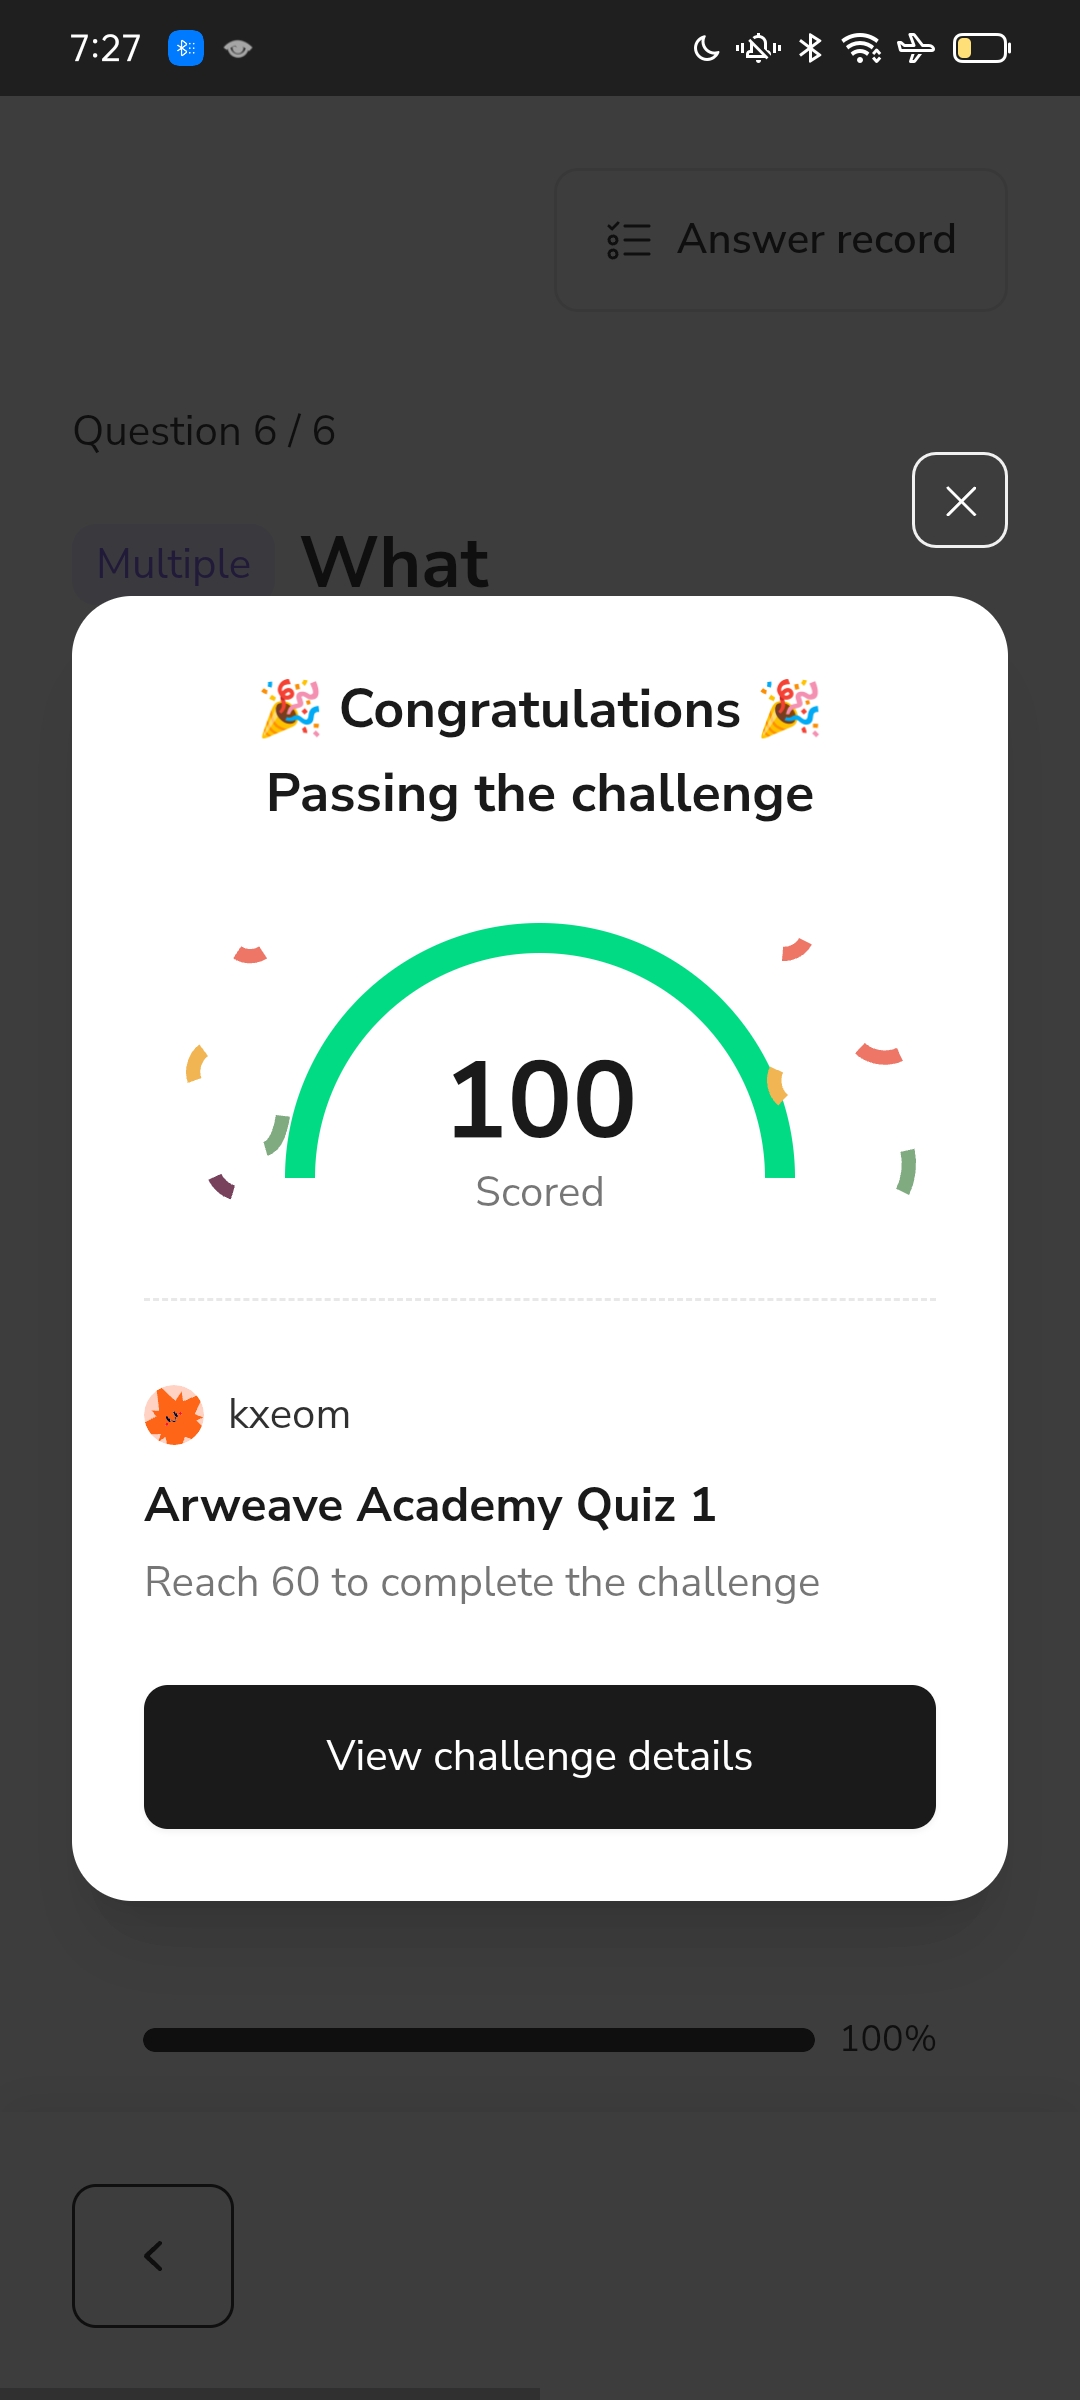 7:27
Answer record
Question 6 / 6
Multiple What
🎉 Congratulations 🎉
Passing the challenge
100
Scored
kxeom
Arweave Academy Quiz 1
Reach 60 to complete the challenge
View challenge details
100%